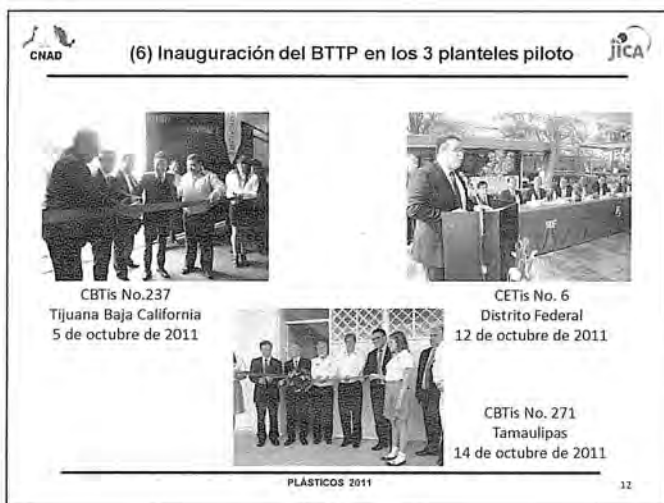 CNAD
(6) Inauguración del BTTP en los 3 planteles piloto
jICA
CBTis No.237
Tijuana Baja California
5 de octubre de 2011
CETis No. 6
Distrito Federal
12 de octubre de 2011
CBTis No. 271
Tamaulipas
14 de octubre de 2011
PLÁSTICOS 2011
12